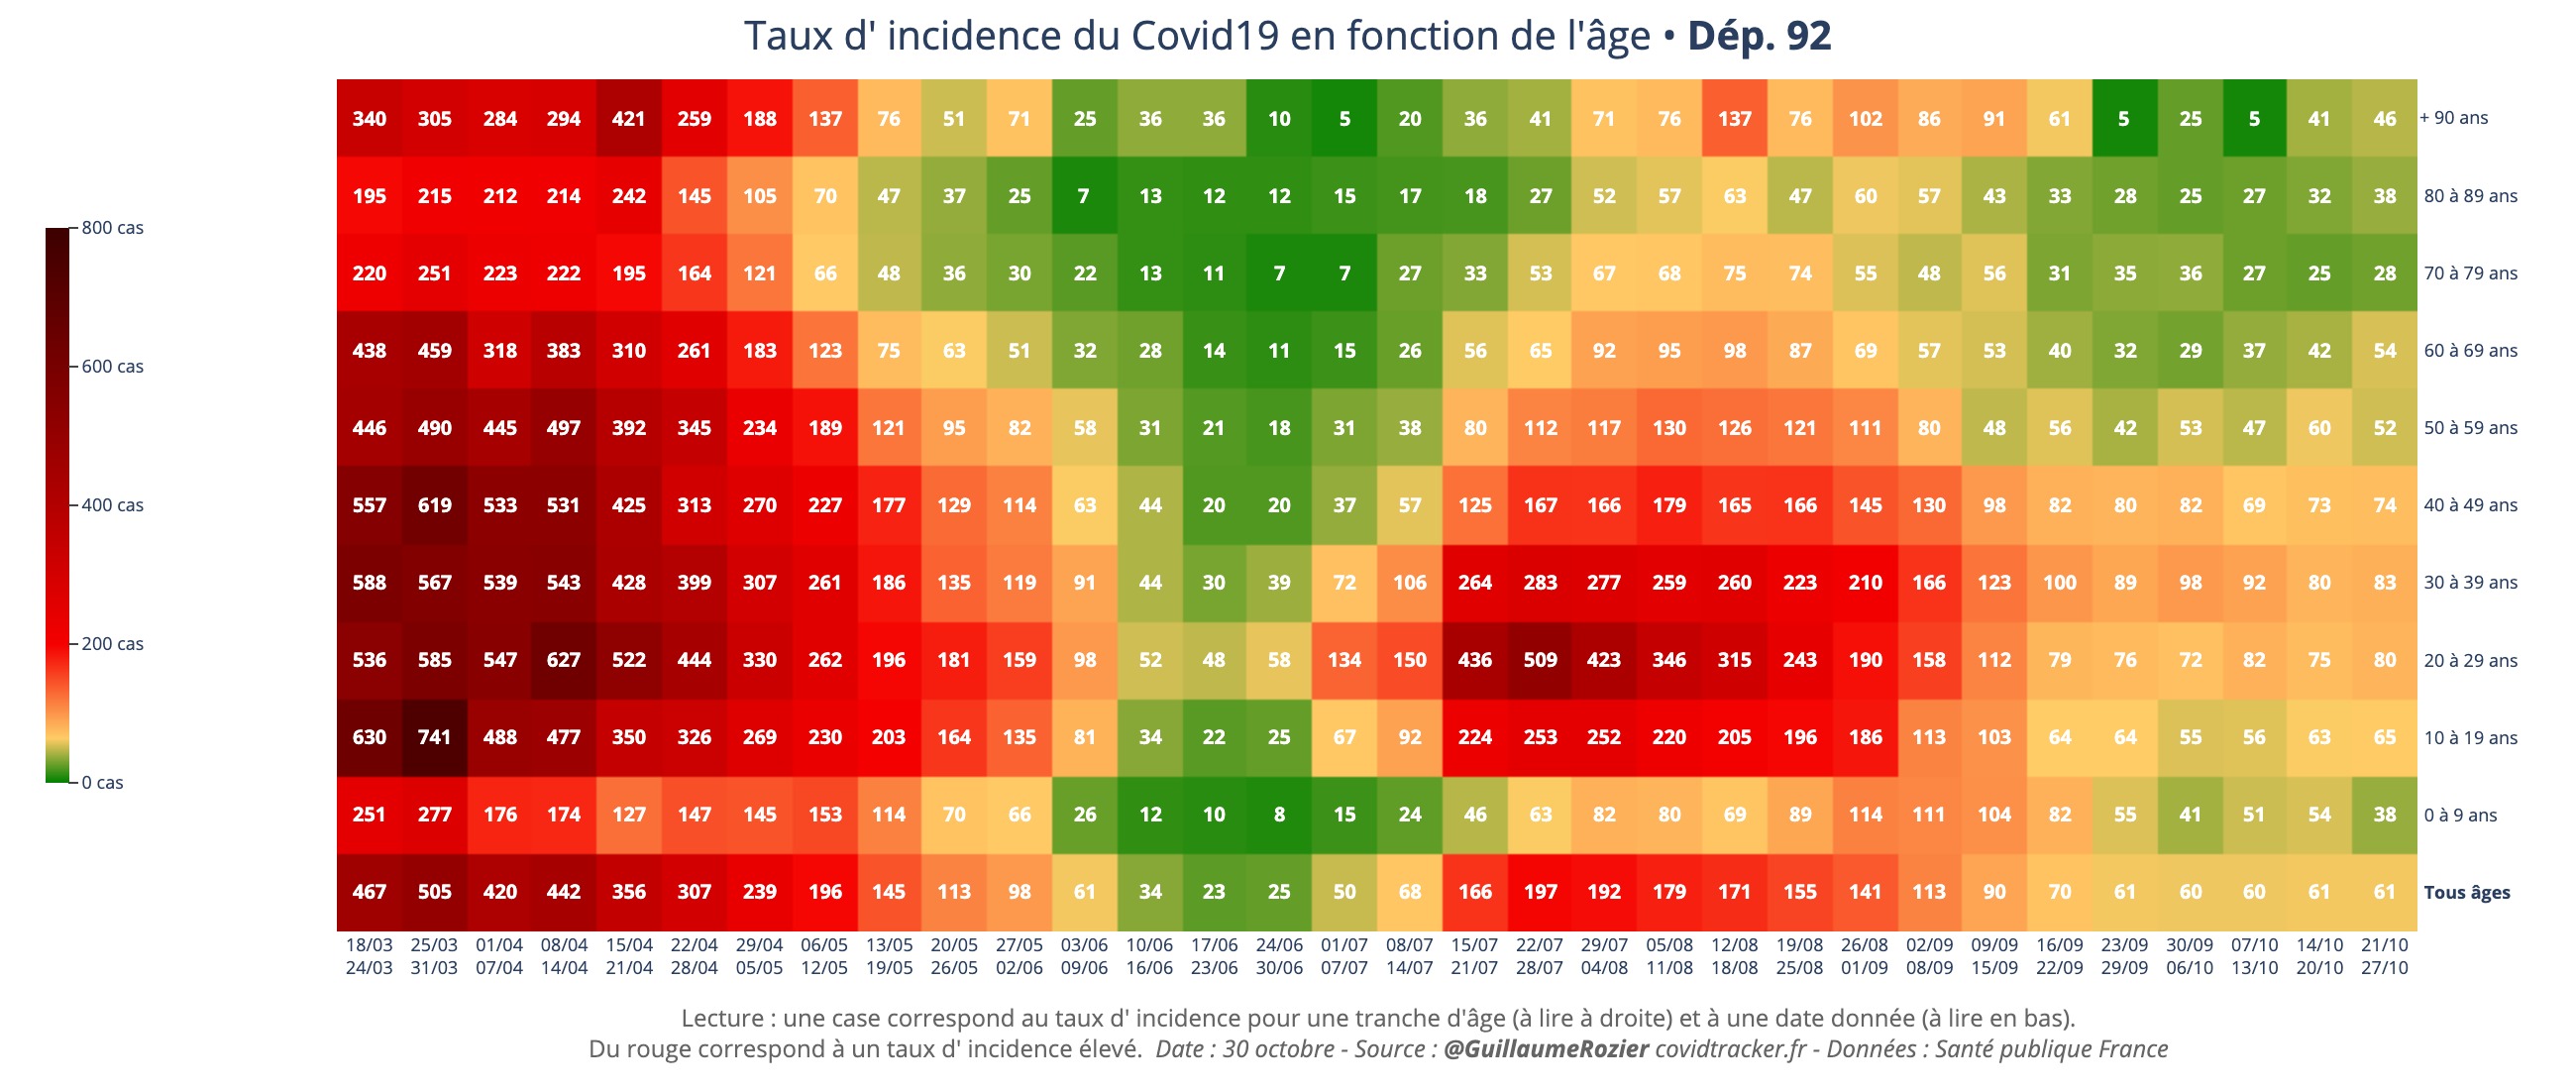 Taux d' incidence du Covid19 en fonction de l'âge • Dép. 92
800 cas
600 cas
400 cas
200 cas
0 cas
340 305 284 294 421 259 188 137 76 51 71 25 36 36 10 5 20 36 41 71 76 137 76 102 86 91 61 5 25 5 41 46 + 90 ans
195 215 212 214 242 145 105 70 47 37 25 7 13 12 12 15 17 18 27 52 57 63 47 60 57 43 33 28 25 27 32 38 80 à 89 ans
220 251 223 222 195 164 121 66 48 36 30 22 13 11 7 7 27 33 53 67 68 75 74 55 48 56 31 35 36 27 25 28 70 à 79 ans
438 459 318 383 310 261 183 123 75 63 51 32 28 14 11 15 26 56 65 92 95 98 87 69 57 53 40 32 29 37 42 54 60 à 69 ans
446 490 445 497 392 345 234 189 121 95 82 58 31 21 18 31 38 80 112 117 130 126 121 111 80 48 56 42 53 47 60 52 50 à 59 ans
557 619 533 531 425 313 270 227 177 129 114 63 44 20 20 37 57 125 167 166 179 165 166 145 130 98 82 80 82 69 73 74 40 à 49 ans
588 567 539 543 428 399 307 261 186 135 119 91 44 30 39 72 106 264 283 277 259 260 223 210 166 123 100 89 98 92 80 83 30 à 39 ans
536 585 547 627 522 444 330 262 196 181 159 98 52 48 58 134 150 436 509 423 346 315 243 190 158 112 79 76 72 82 75 80 20 à 29 ans
630 741 488 477 350 326 269 230 203 164 135 81 34 22 25 67 92 224 253 252 220 205 196 186 113 103 64 64 55 56 63 65 10 à 19 ans
251 277 176 174 127 147 145 153 114 70 66 26 12 10 8 15 24 46 63 82 80 69 89 114 111 104 82 55 41 51 54 38 0 à 9 ans
467 505 420 442 356 307 239 196 145 113 98 61 34 23 25 50 68 166 197 192 179 171 155 141 113 90 70 61 60 60 61 61 Tous âges
18/03 25/03 01/04 08/04 15/04 22/04 29/04 06/05 13/05 20/05 27/05 03/06 10/06 17/06 24/06 01/07 08/07 15/07 22/07 29/07 05/08 12/08 19/08 26/08 02/09 09/09 16/09 23/09 30/09 07/10 14/10 21/10
24/03 31/03 07/04 14/04 21/04 28/04 05/05 12/05 19/05 26/05 02/06 09/06 16/06 23/06 30/06 07/07 14/07 21/07 28/07 04/08 11/08 18/08 25/08 01/09 08/09 15/09 22/09 29/09 06/10 13/10 20/10 27/10
Lecture : une case correspond au taux d' incidence pour une tranche d'âge (à lire à droite) et à une date donnée (à lire en bas).
Du rouge correspond à un taux d' incidence élevé. Date : 30 octobre - Source : @GuillaumeRozier covidtracker.fr - Données : Santé publique France